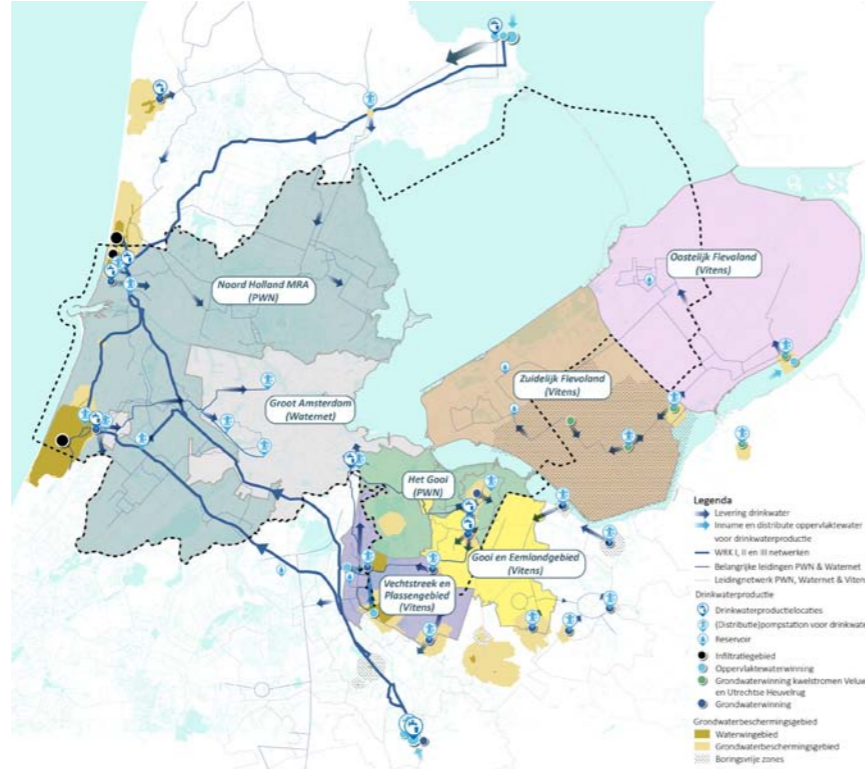 Noord Holland MRA
(PWN)
Oostelijk Flevoland
(Vitens)
Zuidelijk Flevoland
(Vitens)
Groot Amsterdam
(Waternet)
Het Gooi
(PWN)
Gooi en Eemlandgebied
(Vitens)
Vechtstreek en
Plassengebied
(Vitens)
Legenda
Levering drinkwater
Inname en distributie oppervlaktewater
voor drinkwaterproductie
WRK I, II en III netwerken
Belangrijke leidingen PWN & Waternet
Leidingnetwerk PWN, Waternet & Vitens
Drinkwaterproductie
Drinkwaterproductielocaties
(Distributie)pompstation voor drinkwate
Reservoir
Infiltratiegebied
Oppervlaktewaterwinning
Grondwaterwinning kwelstromen Veluw
en Utrechtse Heuvelrug
Grondwaterwinning
Grondwaterbeschermingsgebied
Waterwingebied
Grondwaterbeschermingsgebied
Boringsvrije zones